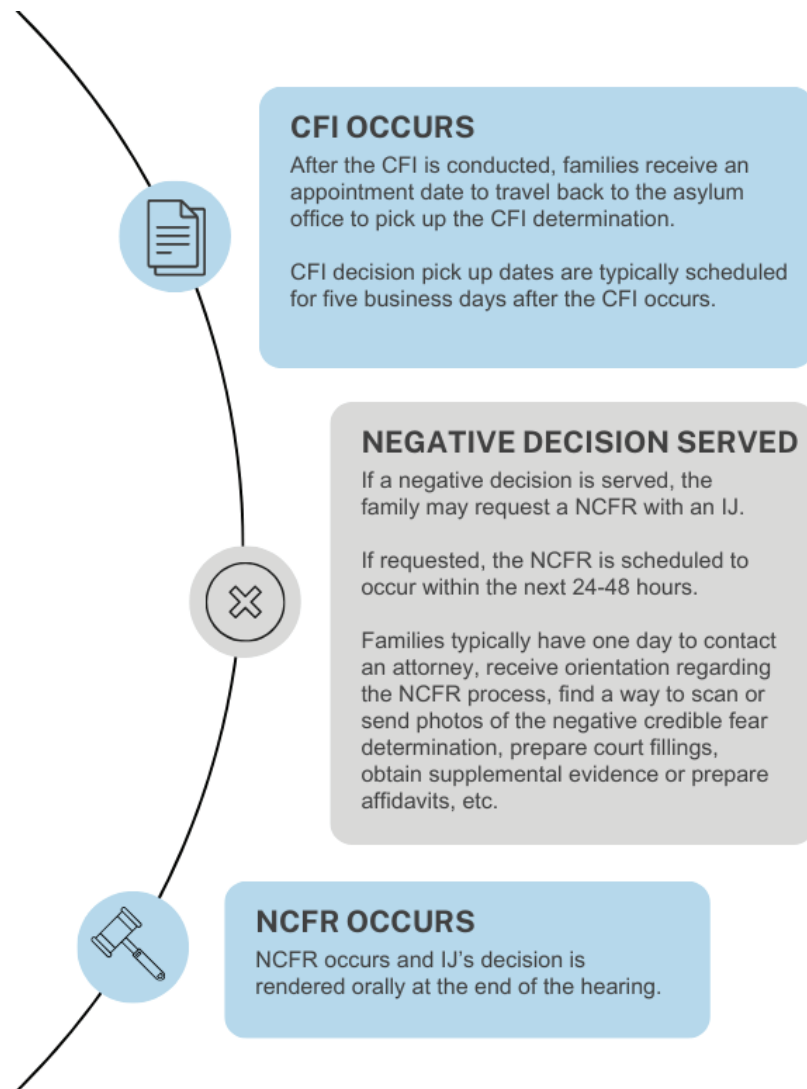 CFI OCCURS
After the CFI is conducted, families receive an
appointment date to travel back to the asylum
office to pick up the CFI determination.
CFI decision pick up dates are typically scheduled
for five business days after the CFI occurs.
NEGATIVE DECISION SERVED
If a negative decision is served, the
family may request a NCFR with an IJ.
If requested, the NCFR is scheduled to
occur within the next 24-48 hours.
Families typically have one day to contact
an attorney, receive orientation regarding
the NCFR process, find a way to scan or
send photos of the negative credible fear
determination, prepare court fillings,
obtain supplemental evidence or prepare
affidavits, etc.
NCFR OCCURS
NCFR occurs and IJ's decision is
rendered orally at the end of the hearing.